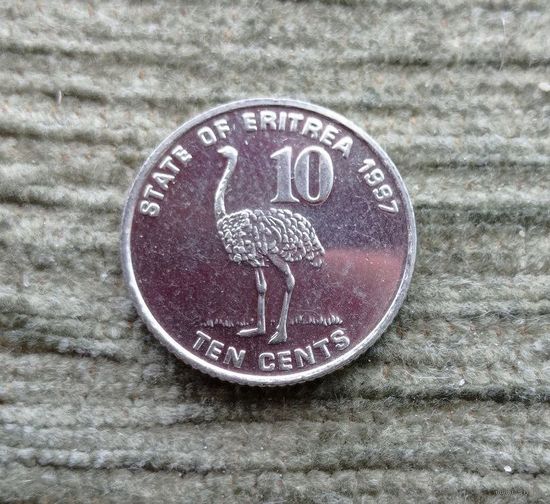 STATE OF ERITREA 1997
10
TEN CENTS